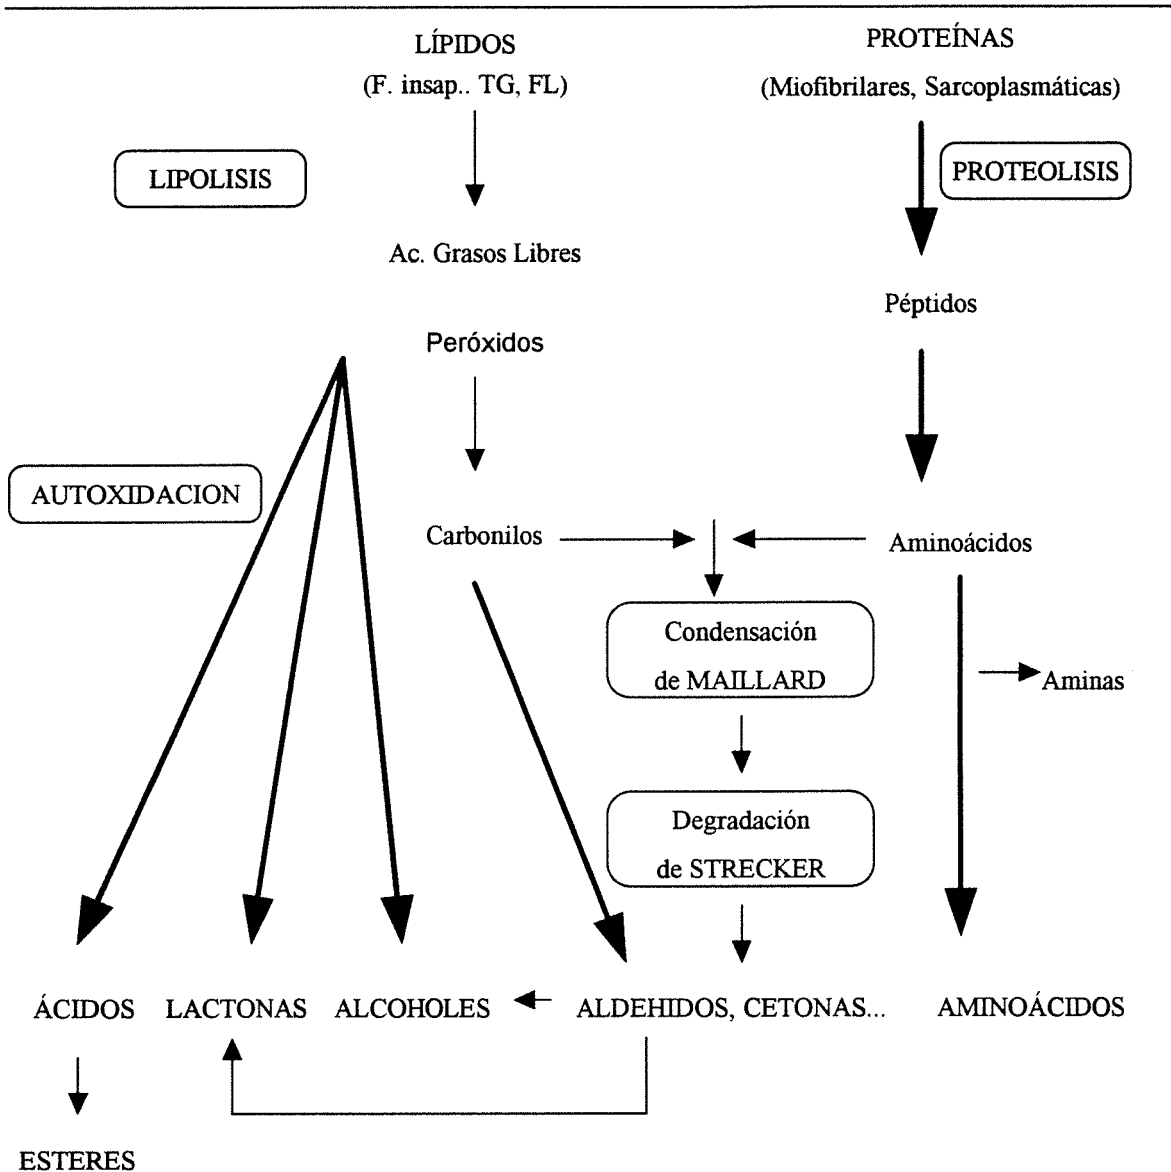 LÍPIDOS
(F. insap.. TG, FL)
PROTEÍNAS
(Miofibrilares, Sarcoplasmáticas)
LIPOLISIS
PROTEOLISIS
Ac. Grasos Libres
Péptidos
Peróxidos
AUTOXIDACION
Carbonilos
Aminoácidos
Condensación
de MAILLARD
Aminas
Degradación
de STRECKER
ÁCIDOS
LACTONAS
ALCOHOLES
ALDEHIDOS, CETONAS...
AMINOÁCIDOS
ESTERES